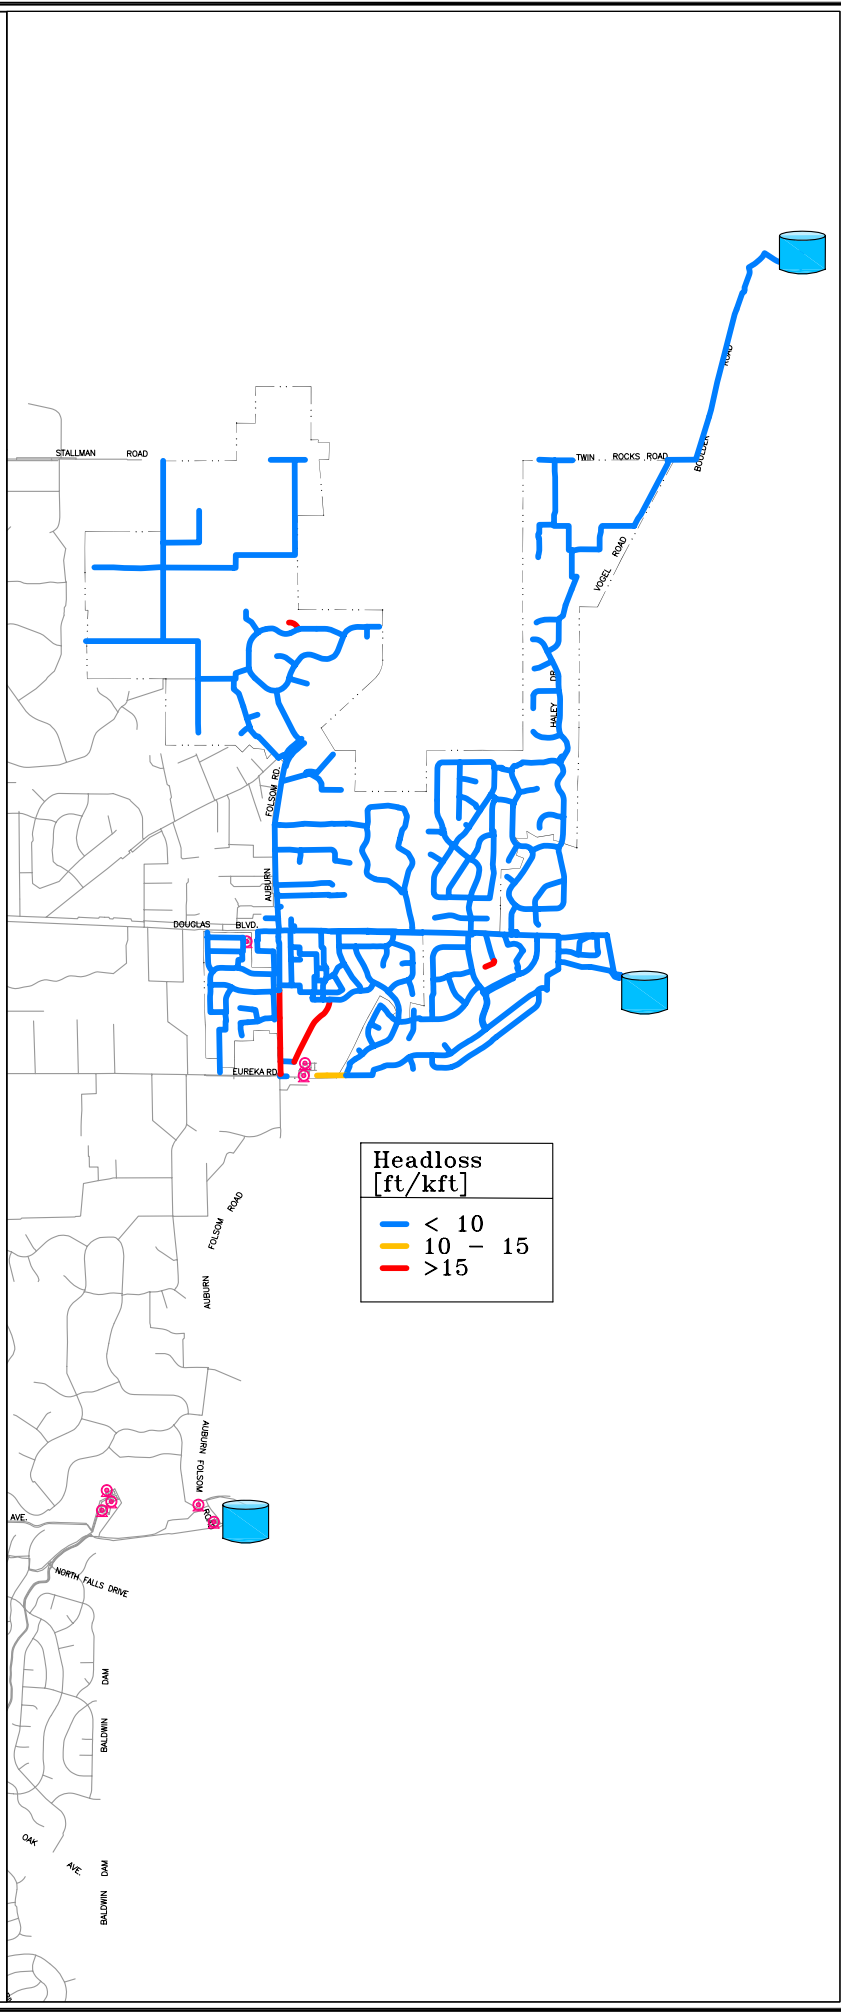 ROAD
STALLMAN ROAD
TWIN ROCKS ROAD
BOULDER
VOGEL ROAD
HALEY DR
FOLSOM RD.
AUBURN
DOUGLAS BLVD.
EUREKA RD.
Headloss
[ft/kft]
< 10
10 - 15
>15
FOLSOM ROAD
AUBURN
AUBURN FOLSOM
AVE.
NORTH FALLS DRIVE
BALDWIN DAM
OAK AVE.
BALDWIN DAM